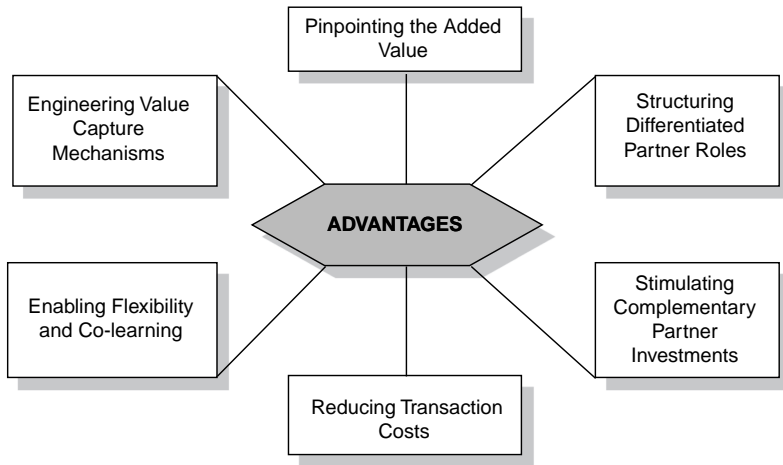 Pinpointing the Added
Value
Engineering Value
Capture
Mechanisms
Structuring
Differentiated
Partner Roles
ADVANTAGES
Enabling Flexibility
and Co-learning
Stimulating
Complementary
Partner
Investments
Reducing Transaction
Costs